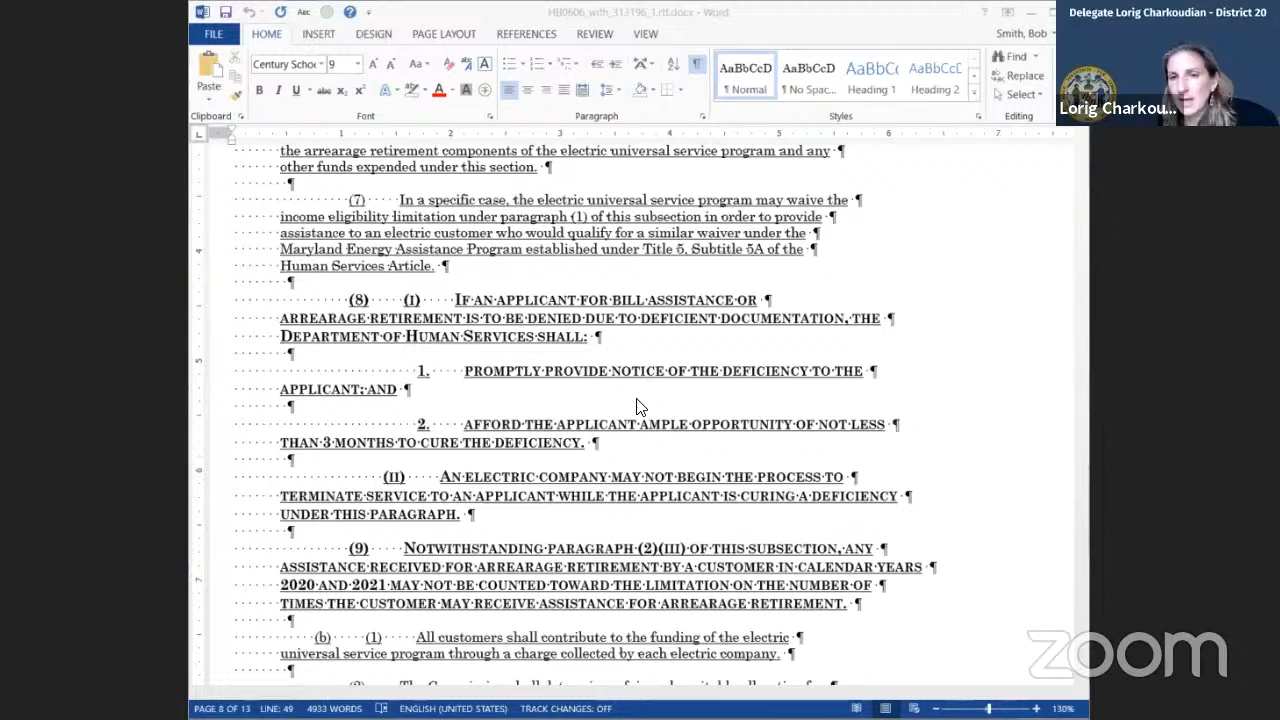 HB0606_with_313196_1.rtf.docx - Word
Delegate Lorig Charkoudian - District 20
FILE HOME INSERT DESIGN PAGE LAYOUT REFERENCES REVIEW VIEW
Smith, Bob
Century Schoo 9
Paste
Clipboard Font Paragraph Styles Editing
AaBbCcD AaBbCcD AaBbCc AaBbCcD
¶ Normal ¶ No Spac... Heading 1 Heading 2
Find
Replace
Select
Lorig Charkou...
1 2 3 4 5 6 7
the arrearage retirement components of the electric universal service program and any ¶
other funds expended under this section. ¶
¶
(7) In a specific case, the electric universal service program may waive the ¶
income eligibility limitation under paragraph (1) of this subsection in order to provide ¶
assistance to an electric customer who would qualify for a similar waiver under the ¶
Maryland Energy Assistance Program established under Title 5, Subtitle 5A of the ¶
Human Services Article. ¶
¶
(8) (I) IF AN APPLICANT FOR BILL ASSISTANCE OR ¶
ARREARAGE RETIREMENT IS TO BE DENIED DUE TO DEFICIENT DOCUMENTATION, THE ¶
DEPARTMENT OF HUMAN SERVICES SHALL: ¶
¶
1. PROMPTLY PROVIDE NOTICE OF THE DEFICIENCY TO THE ¶
APPLICANT; AND ¶
¶
2. AFFORD THE APPLICANT AMPLE OPPORTUNITY OF NOT LESS ¶
THAN 3 MONTHS TO CURE THE DEFICIENCY. ¶
¶
(II) AN ELECTRIC COMPANY MAY NOT BEGIN THE PROCESS TO ¶
TERMINATE SERVICE TO AN APPLICANT WHILE THE APPLICANT IS CURING A DEFICIENCY ¶
UNDER THIS PARAGRAPH. ¶
¶
(9) NOTWITHSTANDING PARAGRAPH (2)(III) OF THIS SUBSECTION, ANY ¶
ASSISTANCE RECEIVED FOR ARREARAGE RETIREMENT BY A CUSTOMER IN CALENDAR YEARS ¶
2020 AND 2021 MAY NOT BE COUNTED TOWARD THE LIMITATION ON THE NUMBER OF ¶
TIMES THE CUSTOMER MAY RECEIVE ASSISTANCE FOR ARREARAGE RETIREMENT. ¶
¶
(b) (1) All customers shall contribute to the funding of the electric ¶
universal service program through a charge collected by each electric company. ¶
¶
zoom
PAGE 8 OF 13 LINE: 49 4933 WORDS ENGLISH (UNITED STATES) TRACK CHANGES: OFF 130%